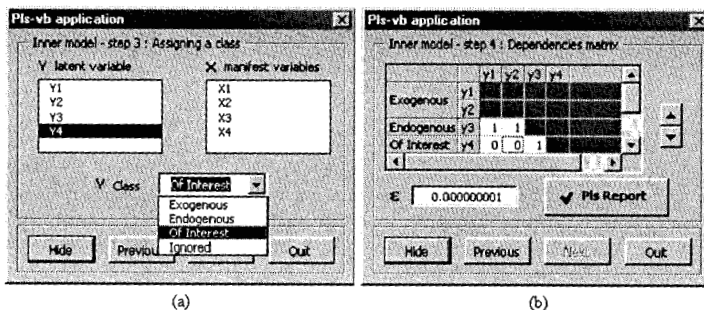 Pls-vb application
Inner model - step 3 : Assigning a class
Y latent variable
X manifest variables
Y1
Y2
Y3
Y4
X1
X2
X3
X4
Y Class
Of Interest
Exogenous
Endogenous
Of Interest
Ignored
Hide
Previou
Quit
(a)
Pls-vb application
Inner model - step 4 : Dependencies matrix
y1 y2 y3 y4
Exogenous y1
y2
Endogenous y3 1 1
Of Interest y4 0 0 1
ε 0.000000001
Pls Report
Hide
Previous
Next
Quit
(b)